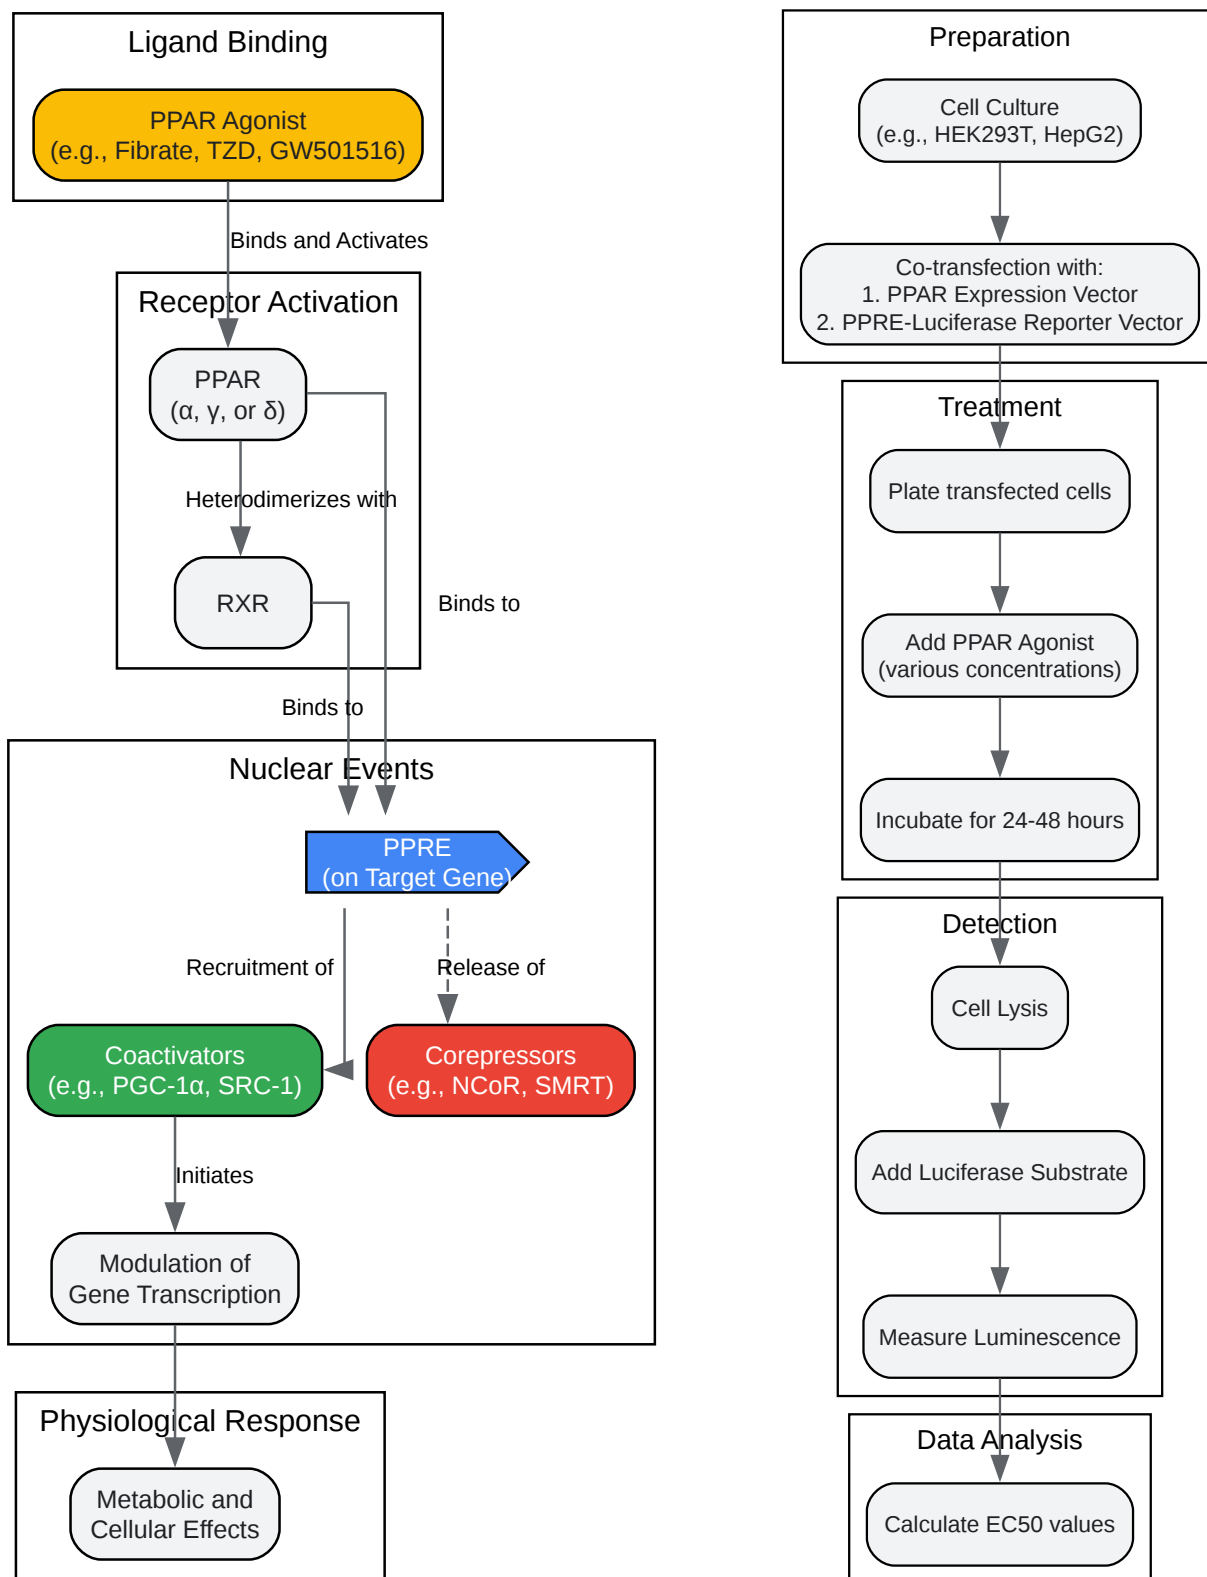 Ligand Binding
PPAR Agonist
(e.g., Fibrate, TZD, GW501516)
Binds and Activates
Receptor Activation
PPAR
(α, γ, or δ)
Heterodimerizes with
RXR
Binds to
Binds to
Nuclear Events
PPRE
(on Target Gene)
Recruitment of
Release of
Coactivators
(e.g., PGC-1α, SRC-1)
Corepressors
(e.g., NCoR, SMRT)
Initiates
Modulation of
Gene Transcription
Physiological Response
Metabolic and
Cellular Effects
Preparation
Cell Culture
(e.g., HEK293T, HepG2)
Co-transfection with:
1. PPAR Expression Vector
2. PPRE-Luciferase Reporter Vector
Treatment
Plate transfected cells
Add PPAR Agonist
(various concentrations)
Incubate for 24-48 hours
Detection
Cell Lysis
Add Luciferase Substrate
Measure Luminescence
Data Analysis
Calculate EC50 values